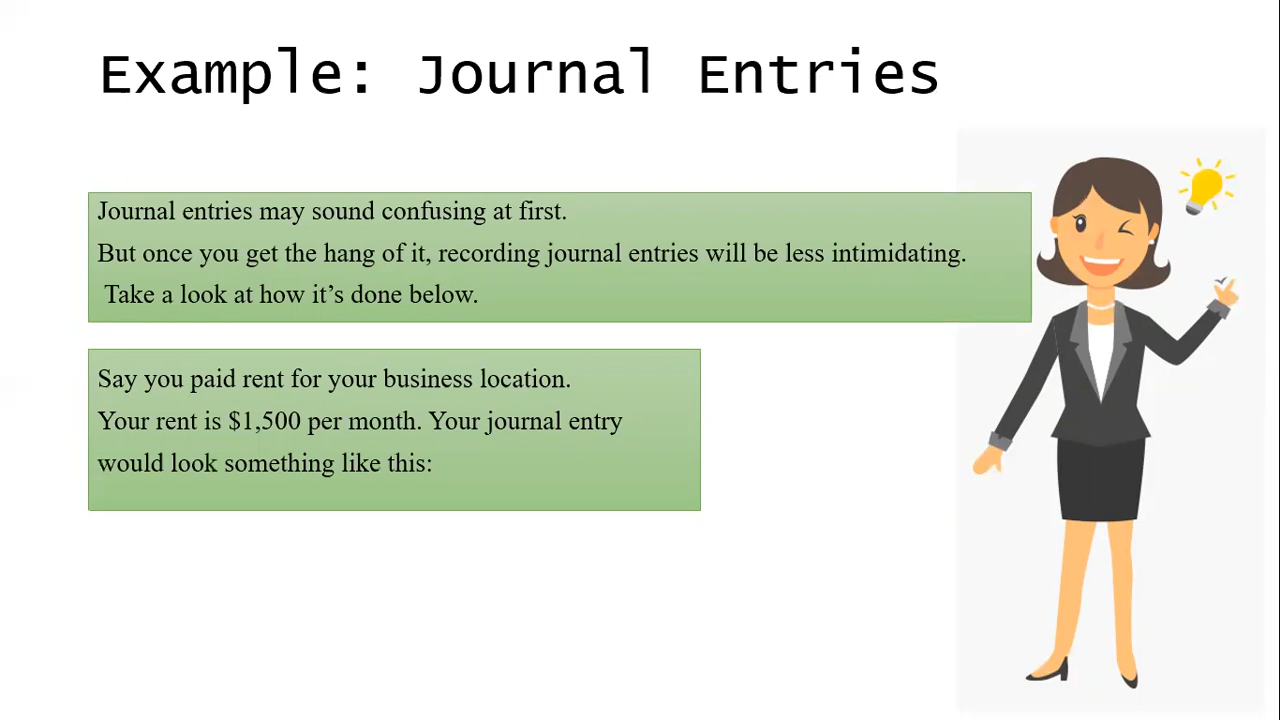 Example: Journal Entries
Journal entries may sound confusing at first.
But once you get the hang of it, recording journal entries will be less intimidating.
Take a look at how it’s done below.
Say you paid rent for your business location.
Your rent is $1,500 per month. Your journal entry
would look something like this: